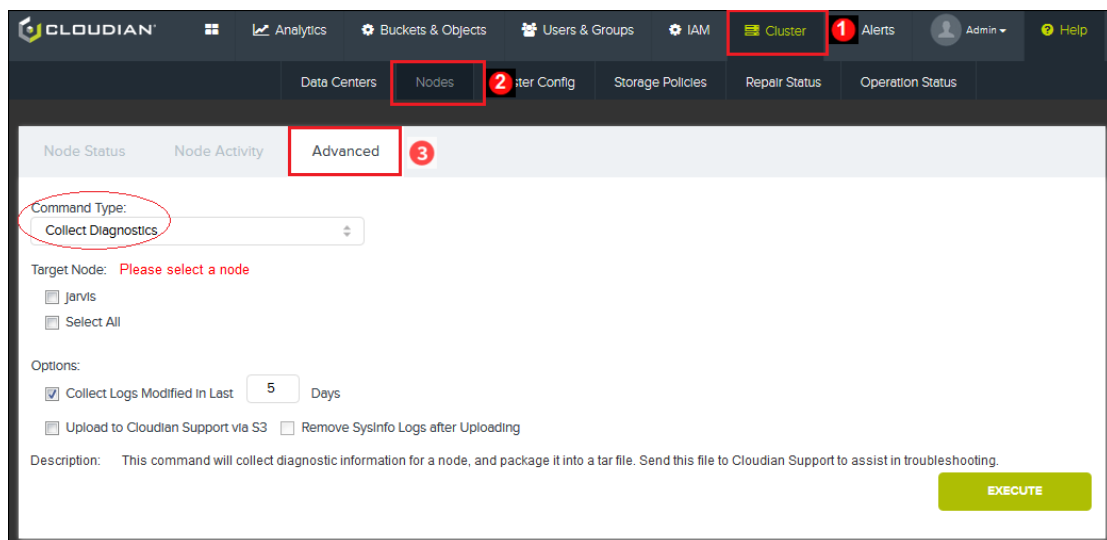 CLOUDIAN Analytics Buckets & Objects Users & Groups IAM Cluster 1 Alerts Admin Help
Data Centers Nodes 2 ster Config Storage Policies Repair Status Operation Status
Node Status Node Activity Advanced 3
Command Type:
Collect Diagnostics
Target Node: Please select a node
jarvis
Select All
Options:
Collect Logs Modified in Last 5 Days
Upload to Cloudian Support via S3 Remove SysInfo Logs after Uploading
Description: This command will collect diagnostic information for a node, and package it into a tar file. Send this file to Cloudian Support to assist in troubleshooting.
EXECUTE